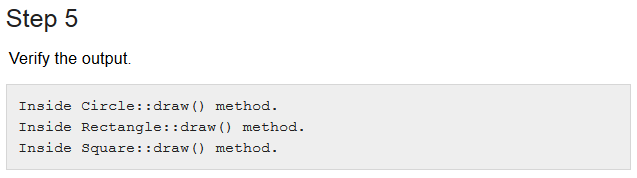 Step 5
Verify the output.
Inside Circle::draw() method.
Inside Rectangle::draw() method.
Inside Square::draw() method.